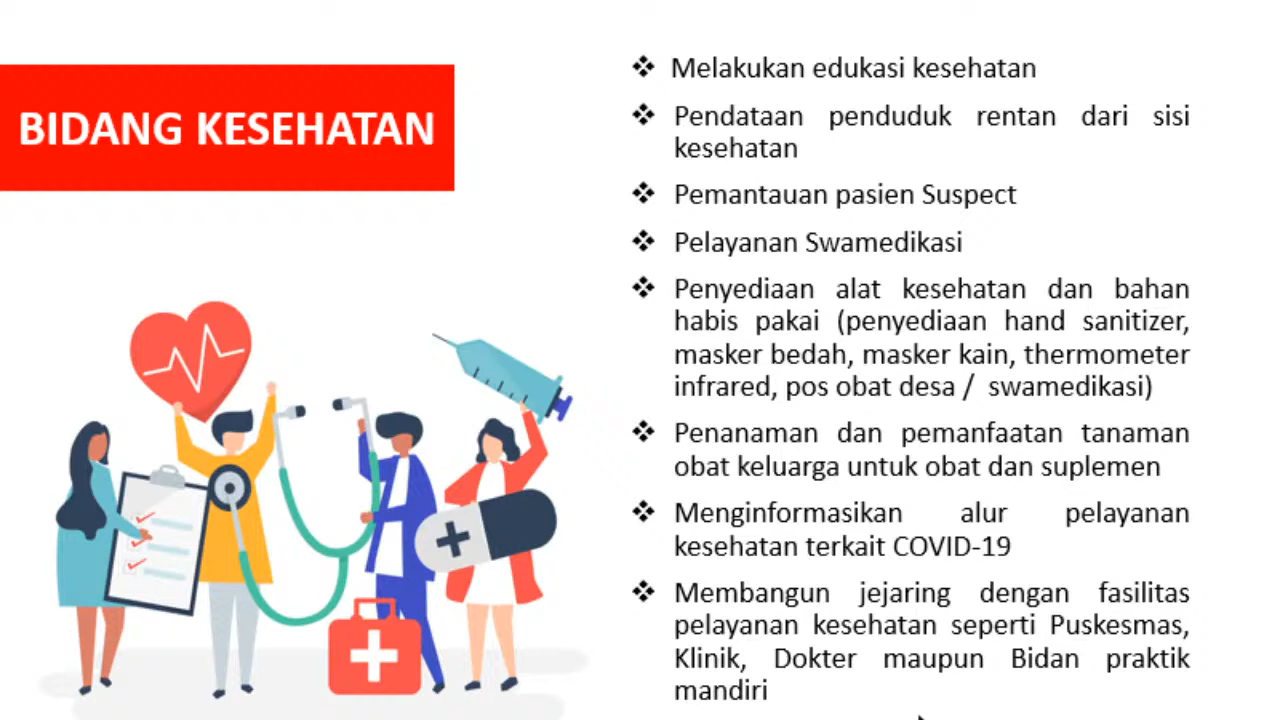 BIDANG KESEHATAN
❖ Melakukan edukasi kesehatan
❖ Pendataan penduduk rentan dari sisi
kesehatan
❖ Pemantauan pasien Suspect
❖ Pelayanan Swamedikasi
❖ Penyediaan alat kesehatan dan bahan
habis pakai (penyediaan hand sanitizer,
masker bedah, masker kain, thermometer
infrared, pos obat desa / swamedikasi)
❖ Penanaman dan pemanfaatan tanaman
obat keluarga untuk obat dan suplemen
❖ Menginformasikan alur pelayanan
kesehatan terkait COVID-19
❖ Membangun jejaring dengan fasilitas
pelayanan kesehatan seperti Puskesmas,
Klinik, Dokter maupun Bidan praktik
mandiri